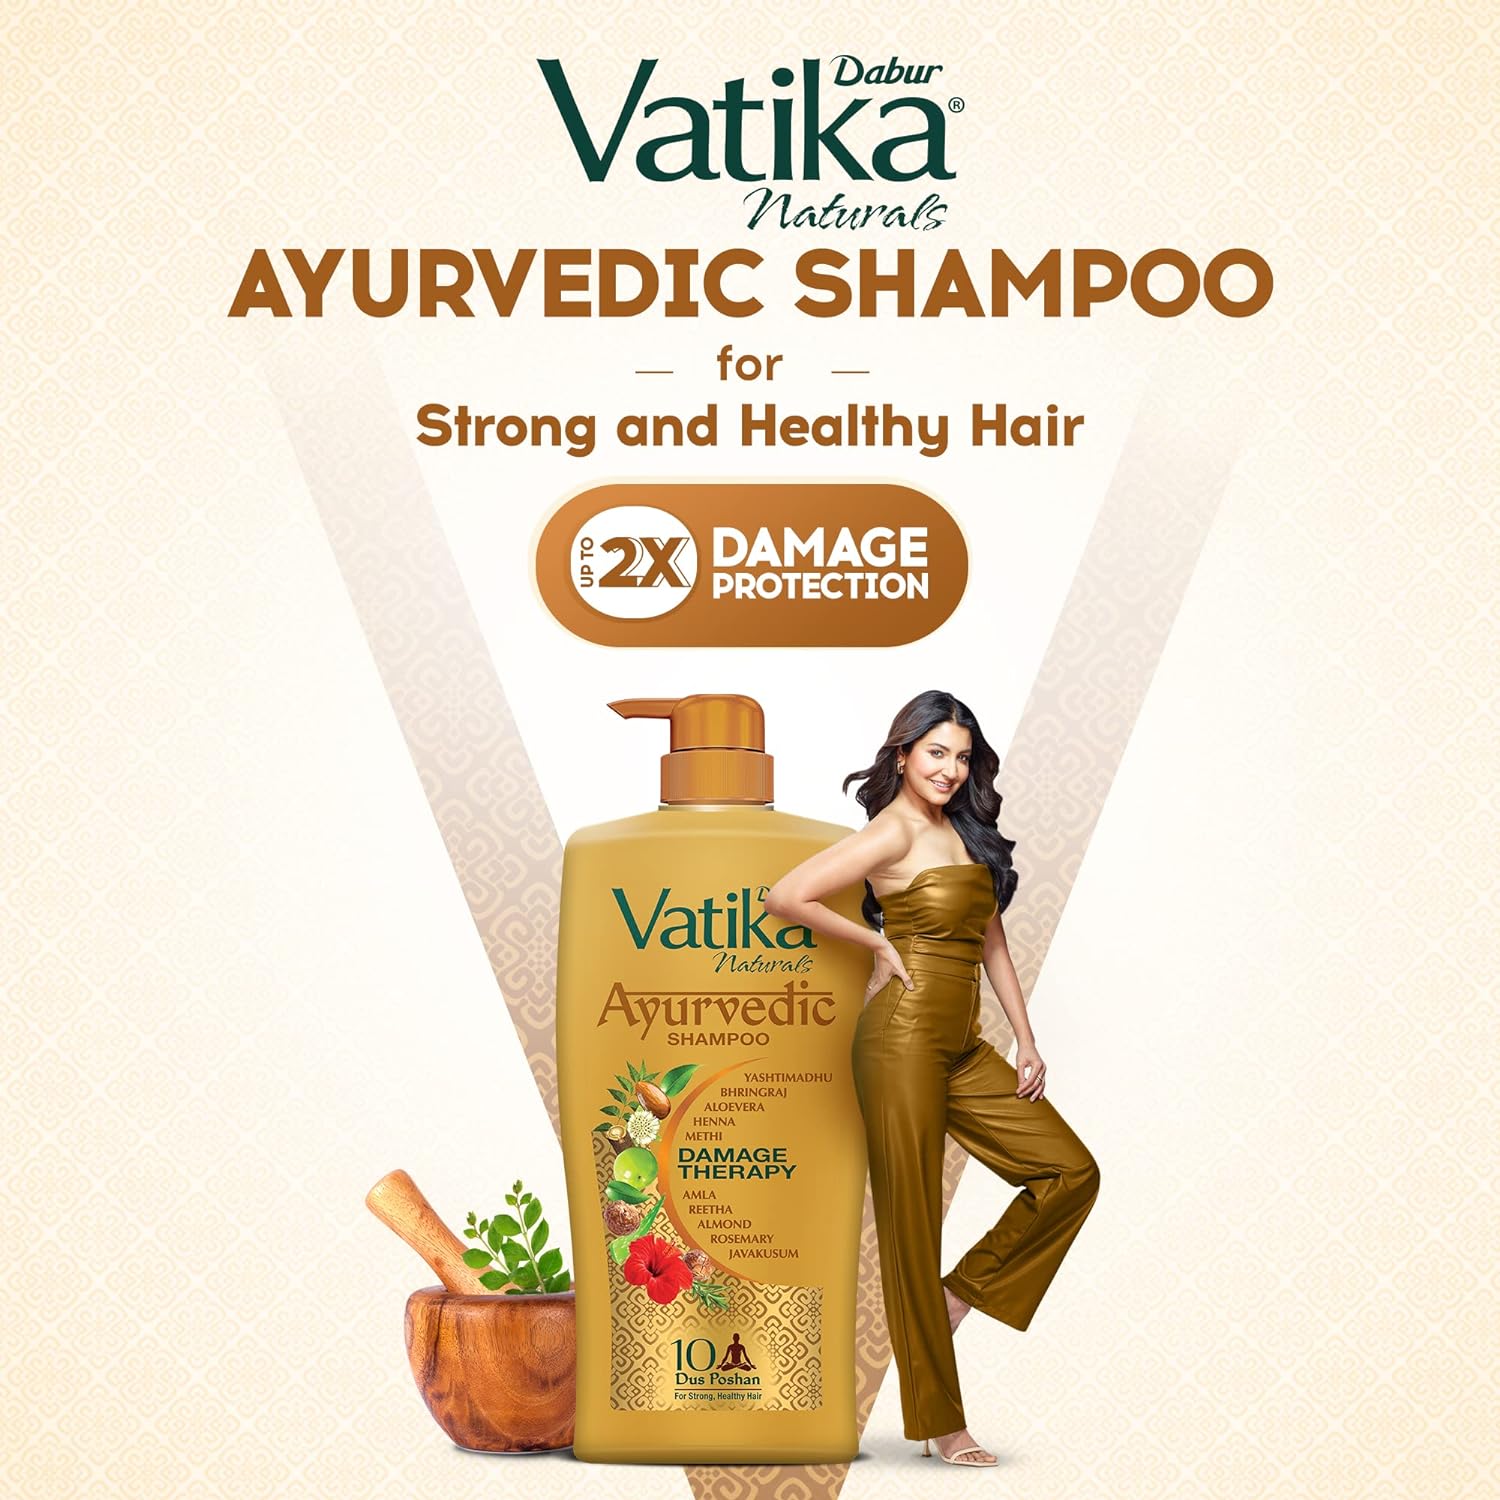 Dabur
Vatika®
Naturals
AYURVEDIC SHAMPOO
for
Strong and Healthy Hair
UP TO 2X DAMAGE PROTECTION
Vatika
Naturals
Ayurvedic
SHAMPOO
YASHTIMADHU
BHRINGRAJ
ALOEVERA
HENNA
METHI
DAMAGE
THERAPY
AMLA
REETHA
ALMOND
ROSEMARY
JAVAKUSUM
10
Dus Poshan
For Strong, Healthy Hair